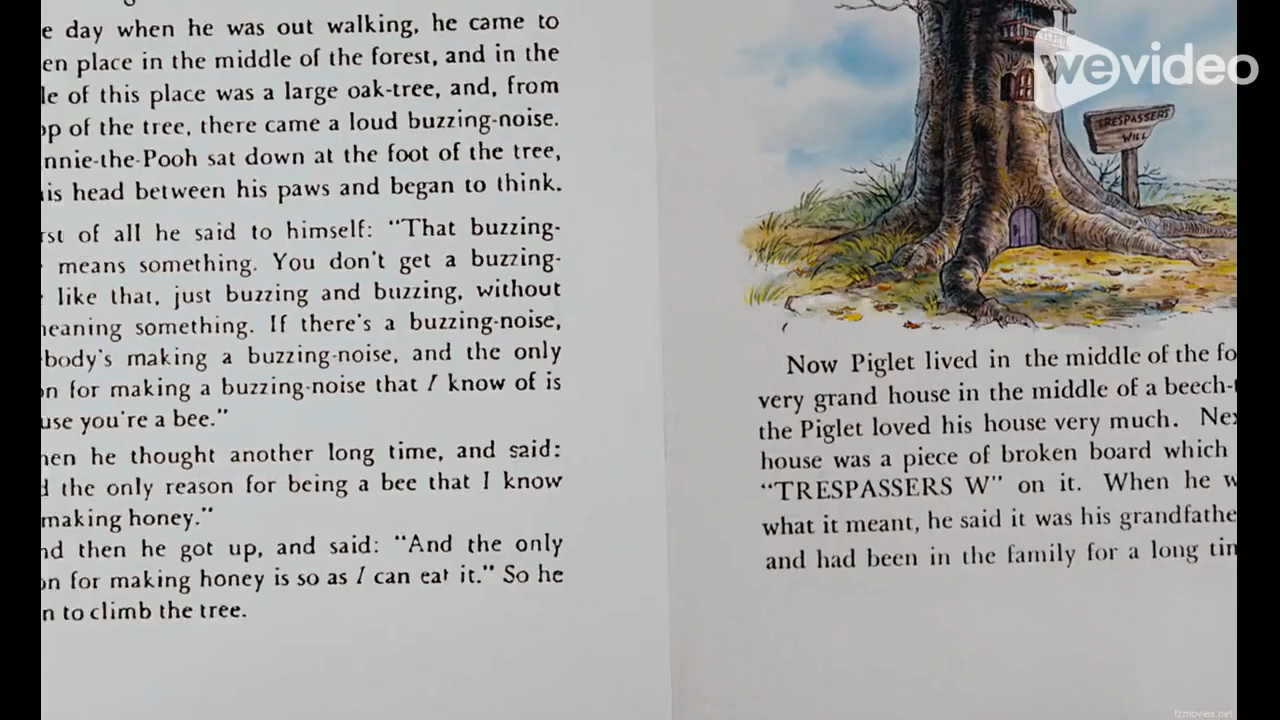 e day when he was out walking, he came to
en place in the middle of the forest, and in the
le of this place was a large oak-tree, and, from
op of the tree, there came a loud buzzing-noise.
nnie-the-Pooh sat down at the foot of the tree,
is head between his paws and began to think.
rst of all he said to himself: "That buzzing-
means something. You don't get a buzzing-
like that, just buzzing and buzzing, without
eaning something. If there's a buzzing-noise,
body's making a buzzing-noise, and the only
on for making a buzzing-noise that I know of is
use you're a bee."
hen he thought another long time, and said:
d the only reason for being a bee that I know
making honey."
nd then he got up, and said: "And the only
on for making honey is so as I can eat it." So he
n to climb the tree.
wevideo
TRESPASSERS
WILL
Now Piglet lived in the middle of the fo
very grand house in the middle of a beech-
the Piglet loved his house very much. Nex
house was a piece of broken board which
"TRESPASSERS W" on it. When he w
what it meant, he said it was his grandfathe
and had been in the family for a long tim
fzmovies.net